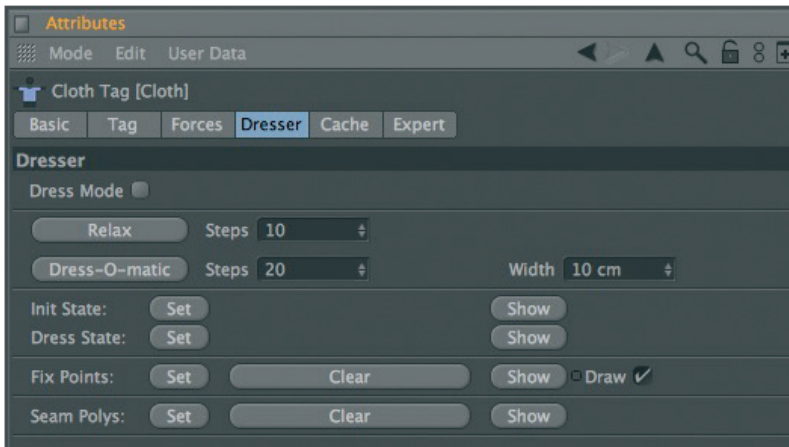 Attributes
Mode Edit User Data
Cloth Tag [Cloth]
Basic Tag Forces Dresser Cache Expert
Dresser
Dress Mode
Relax Steps 10
Dress-O-matic Steps 20 Width 10 cm
Init State: Set Show
Dress State: Set Show
Fix Points: Set Clear Show Draw
Seam Polys: Set Clear Show